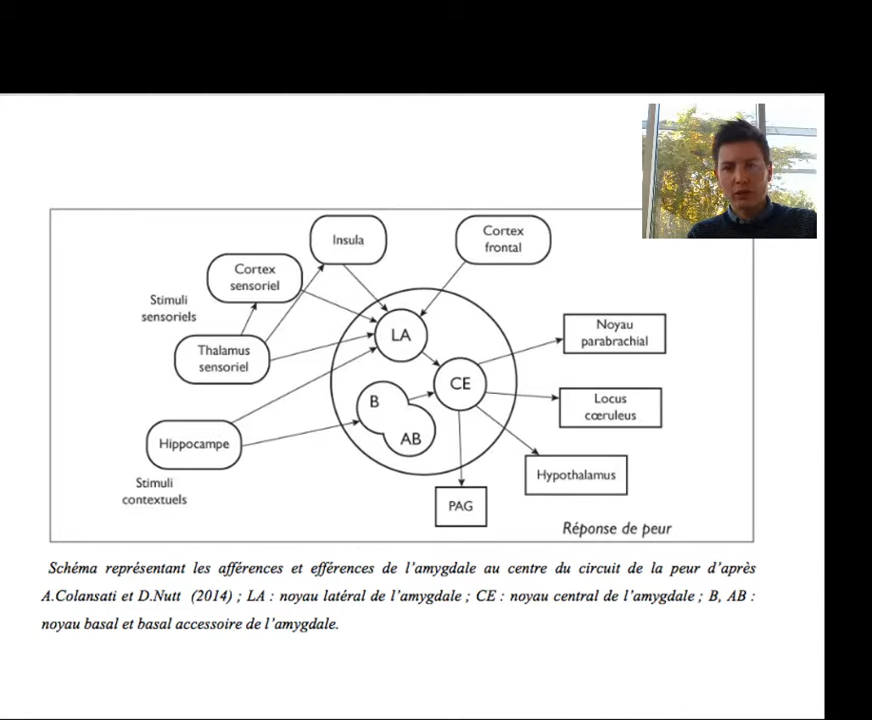 Insula
Cortex
frontal
Cortex
sensoriel
Stimuli
sensoriels
Thalamus
sensoriel
LA
Noyau
parabrachial
CE
B
AB
Locus
cœruleus
Hippocampe
Hypothalamus
Stimuli
contextuels
PAG
Réponse de peur
Schéma représentant les afférences et efférences de l'amygdale au centre du circuit de la peur d'après
A.Colansati et D.Nutt (2014) ; LA : noyau latéral de l'amygdale ; CE : noyau central de l'amygdale ; B, AB :
noyau basal et basal accessoire de l'amygdale.